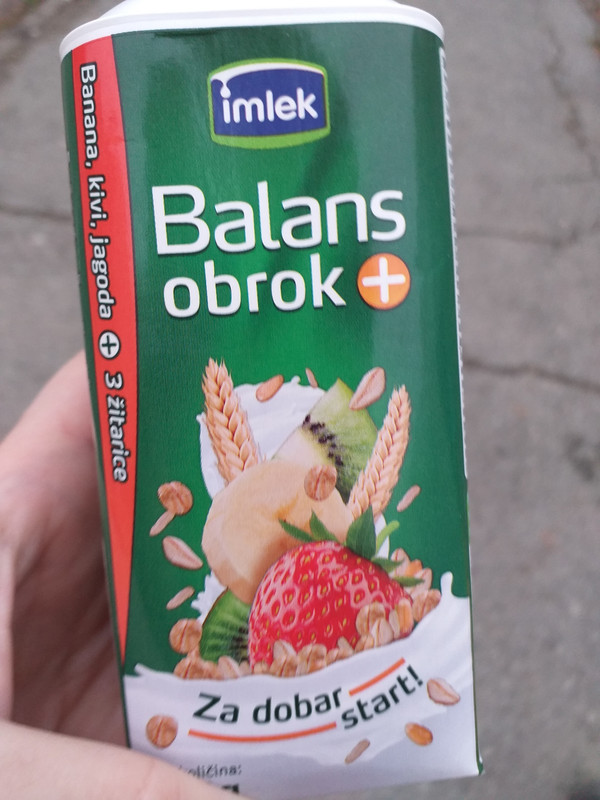 imlek
Balans
obrok +
Banana, kivi, jagoda + 3 žitarice
Za dobar
start!